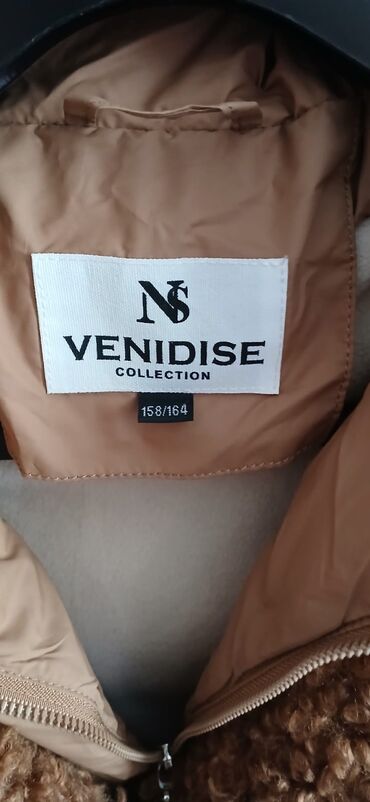 NS
VENIDISE
COLLECTION
158/164